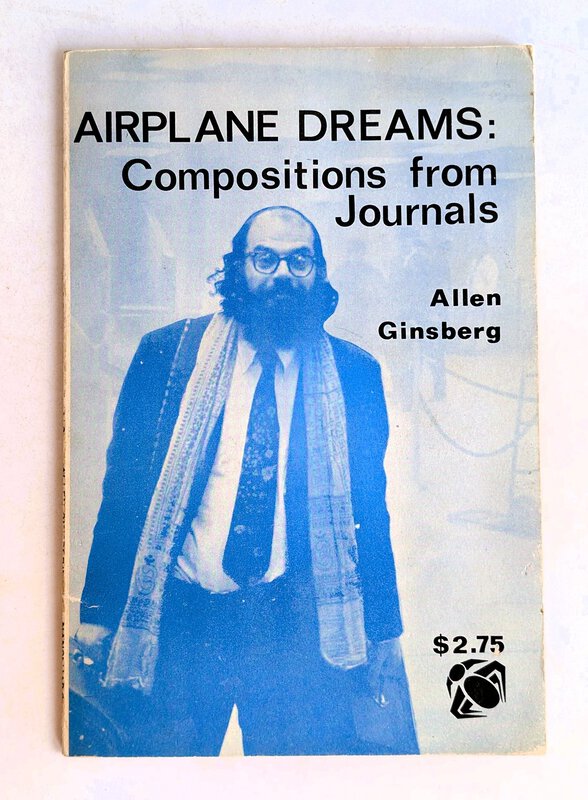 AIRPLANE DREAMS:
Compositions from
Journals
Allen
Ginsberg
$2.75